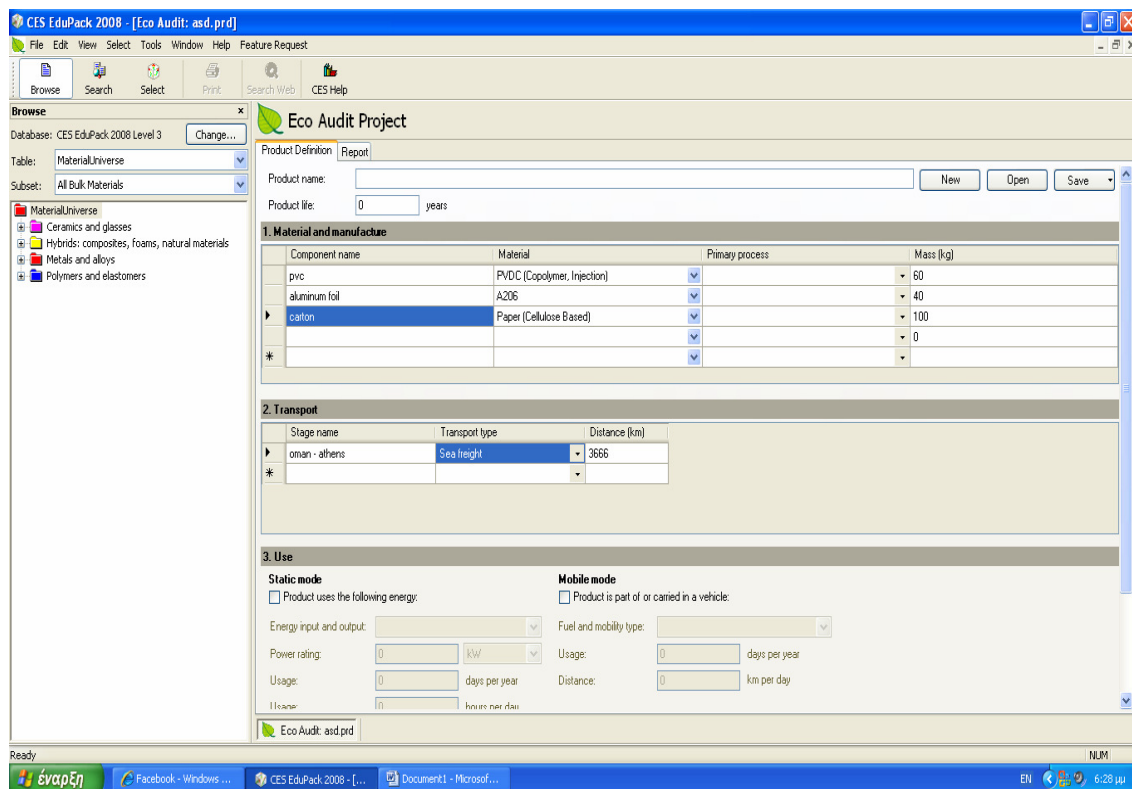 CES EduPack 2008 - [Eco Audit: asd.prd]
File Edit View Select Tools Window Help Feature Request
Browse Search Select Print Search Web CES Help
Browse x
Database: CES EduPack 2008 Level 3 Change...
Table: MaterialUniverse
Subset: All Bulk Materials
MaterialUniverse
Ceramics and glasses
Hybrids: composites, foams, natural materials
Metals and alloys
Polymers and elastomers
Eco Audit Project
Product Definition Report
Product name: New Open Save
Product life: 0 years
1. Material and manufacture
Component name Material Primary process Mass (kg)
pvc PVDC (Copolymer, Injection) 60
aluminum foil A206 40
carton Paper (Cellulose Based) 100
0
*
2. Transport
Stage name Transport type Distance (km)
oman - athens Sea freight 3666
*
3. Use
Static mode Mobile mode
Product uses the following energy: Product is part of or carried in a vehicle:
Energy input and output: Fuel and mobility type:
Power rating: 0 kW Usage: 0 days per year
Usage: 0 days per year Distance: 0 km per day
Usage: 0 hours per day
Eco Audit: asd.prd
Ready NUM
έναρξη Facebook - Windows ... CES EduPack 2008 - [... Document1 - Microsof... EN 6:28 μμ